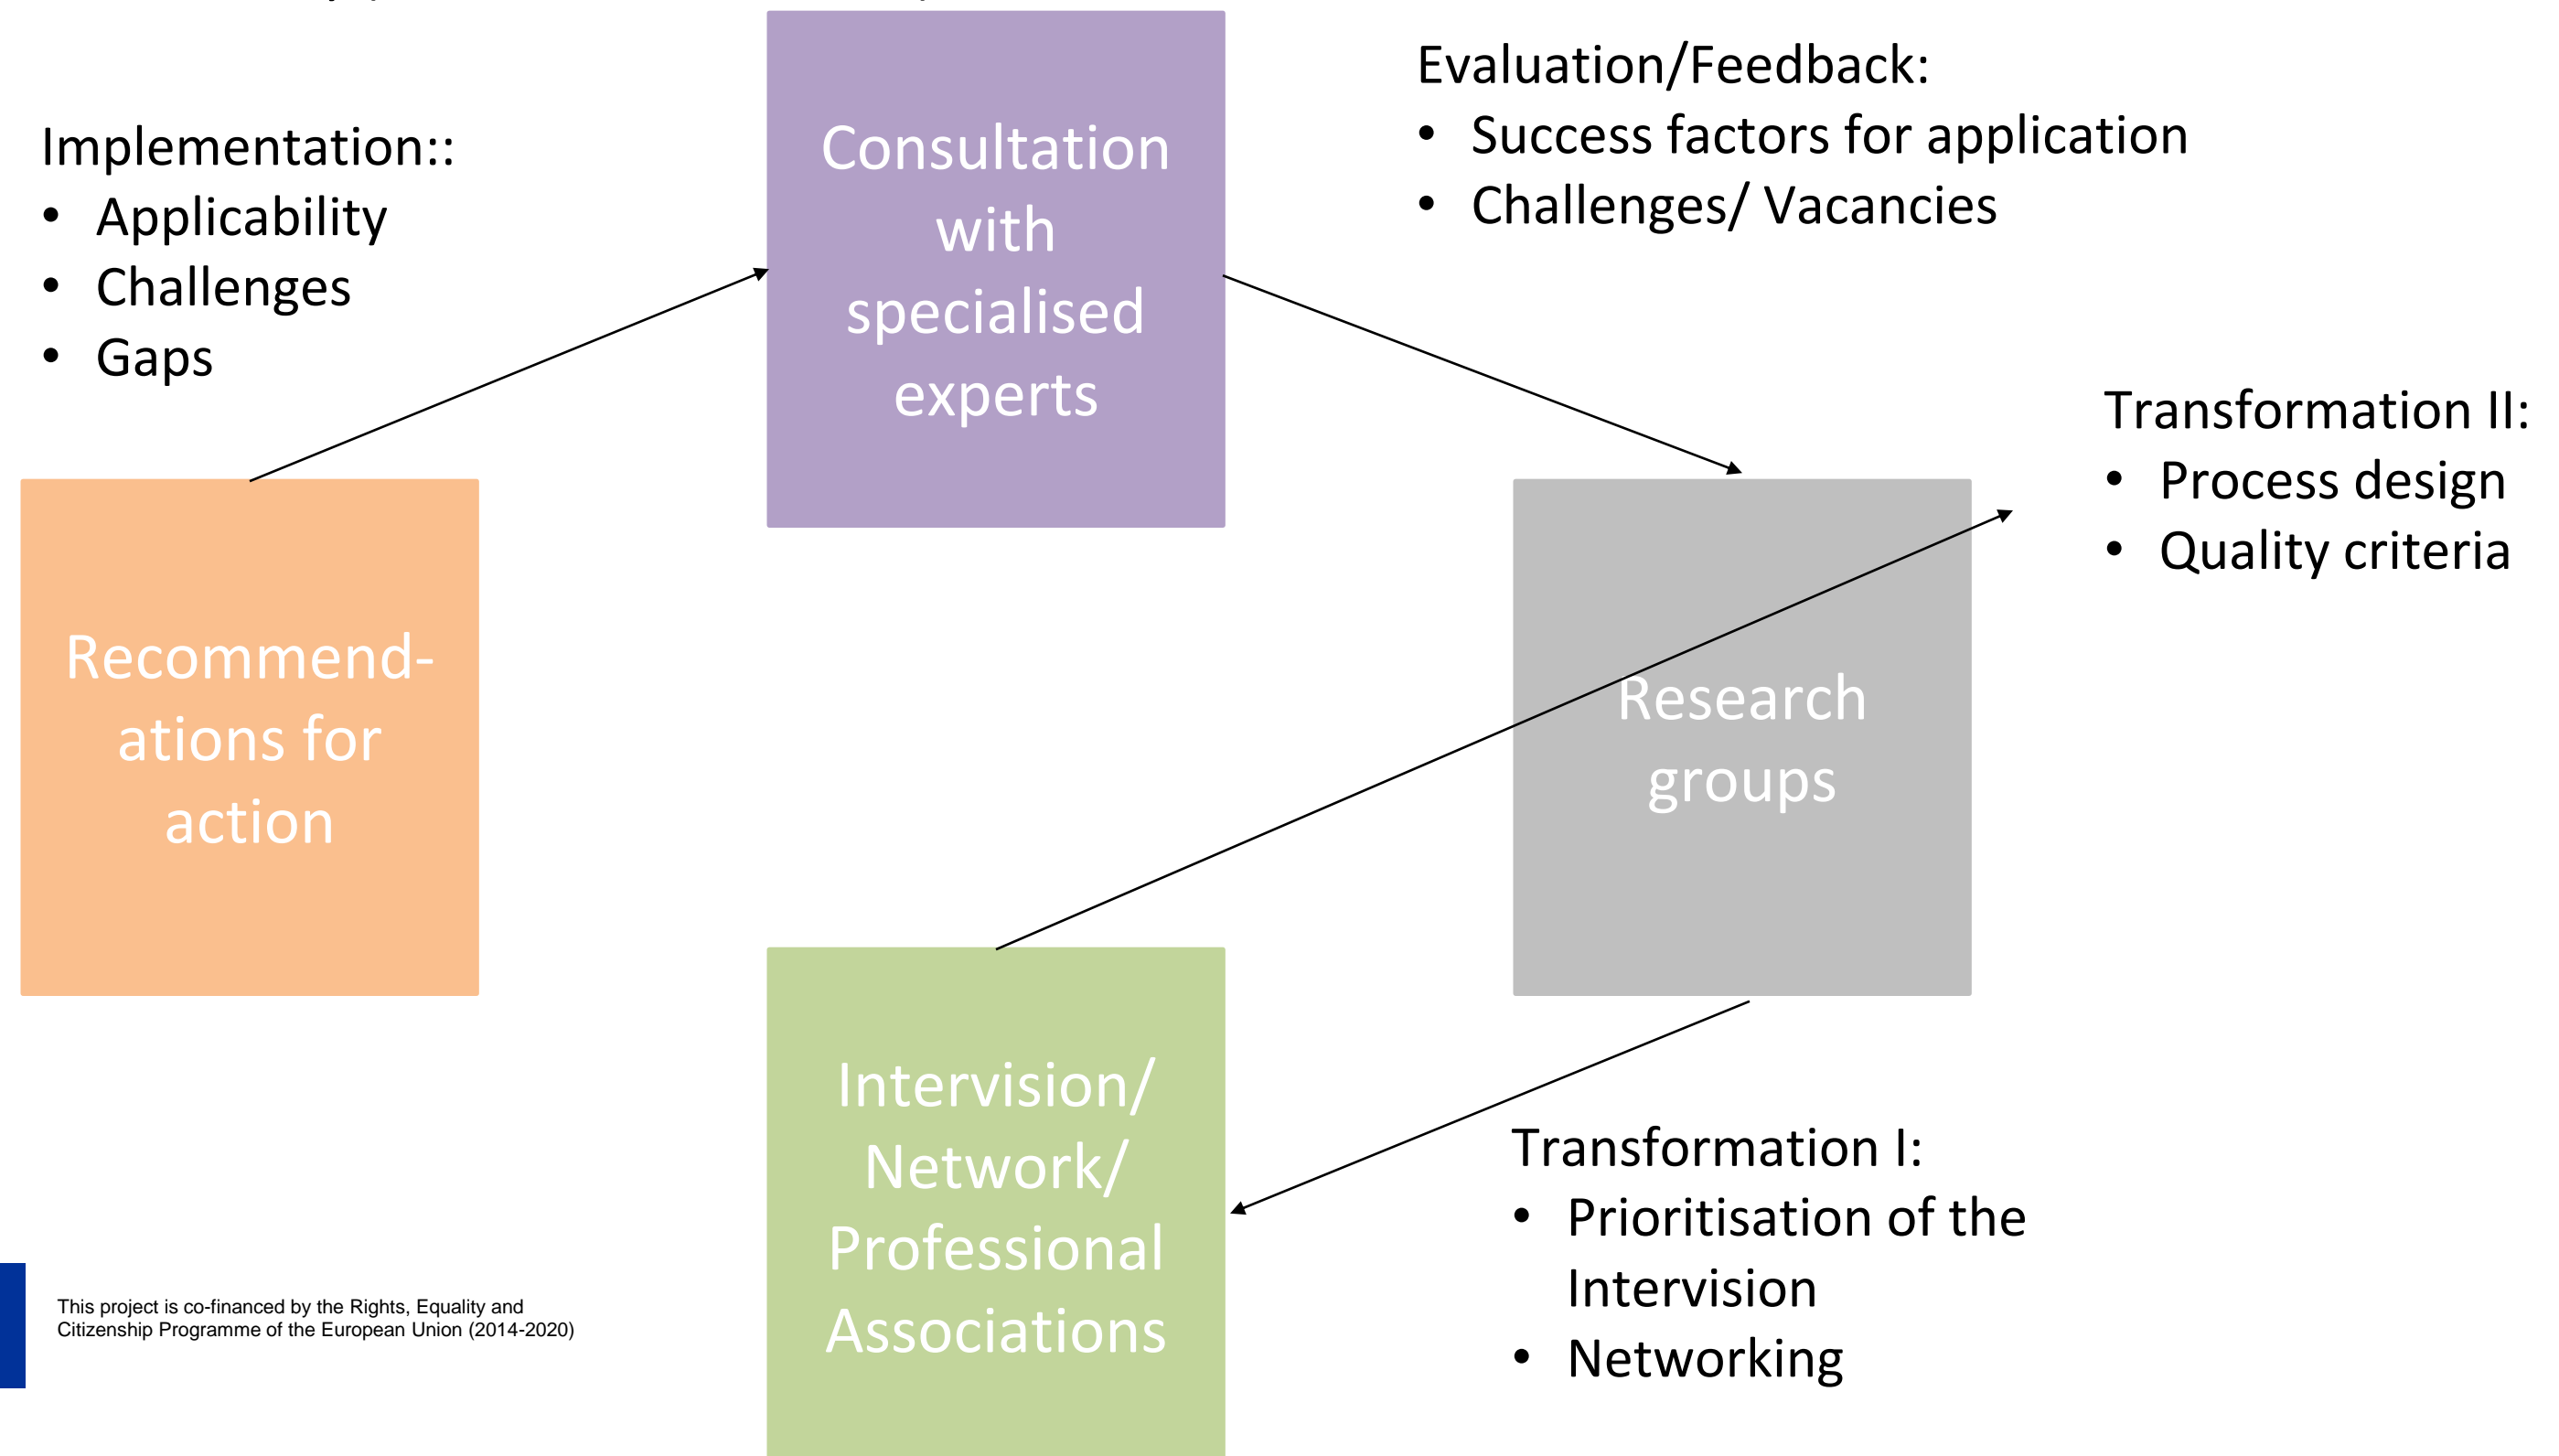 Implementation::
• Applicability
• Challenges
• Gaps
Consultation
with
specialised
experts
Evaluation/Feedback:
• Success factors for application
• Challenges/ Vacancies
Transformation II:
• Process design
• Quality criteria
Recommend-
ations for
action
Research
groups
Intervision/
Network/
Professional
Associations
Transformation I:
• Prioritisation of the
Intervision
• Networking
This project is co-financed by the Rights, Equality and
Citizenship Programme of the European Union (2014-2020)